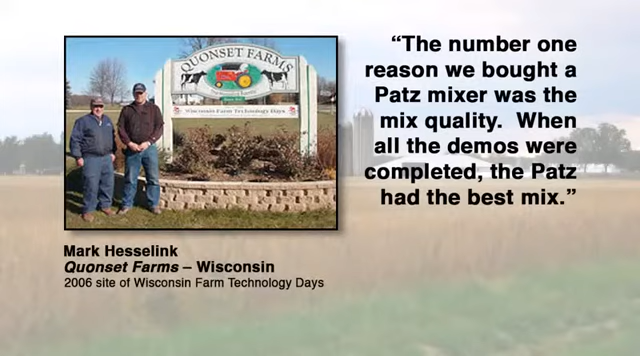 QUONSET FARMS
Wisconsin Farm Technology Days
“The number one
reason we bought a
Patz mixer was the
mix quality.  When
all the demos were
completed, the Patz
had the best mix.”
Mark Hesselink
Quonset Farms – Wisconsin
2006 site of Wisconsin Farm Technology Days